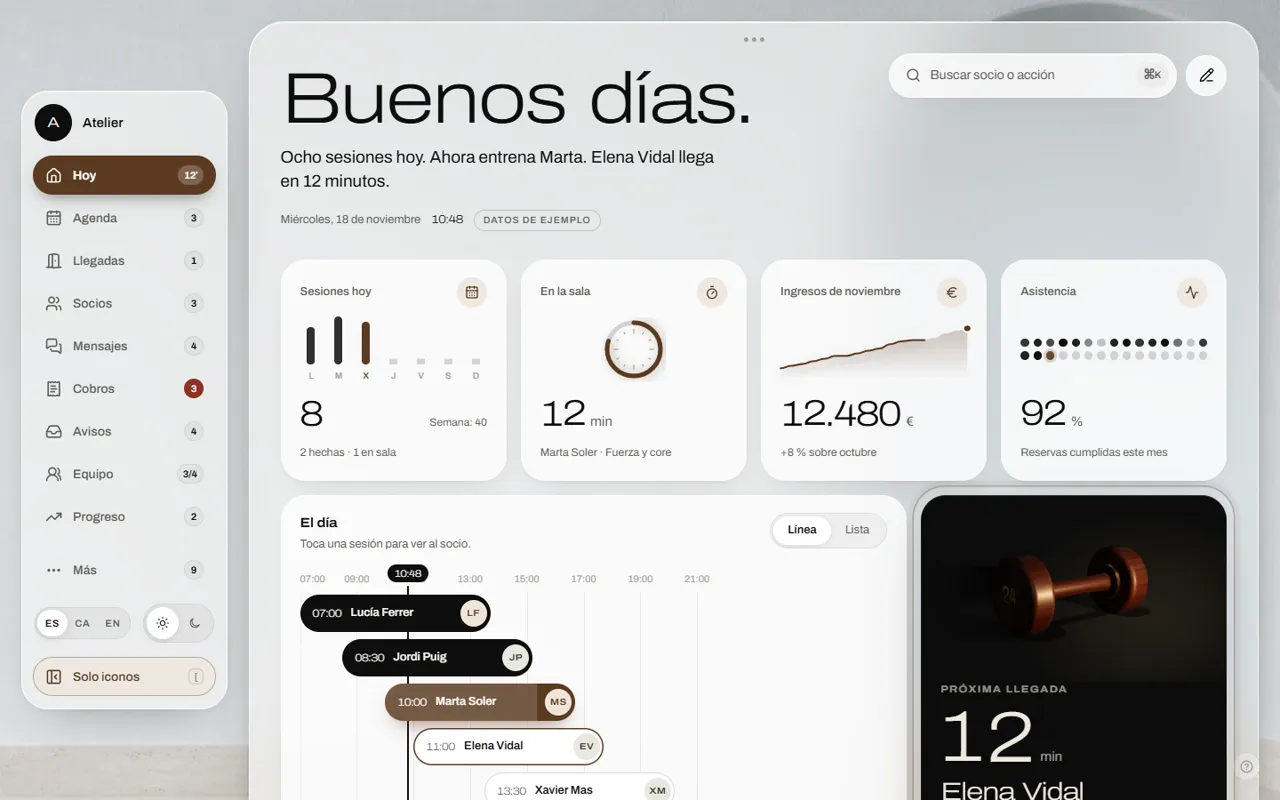 A Atelier
Hoy 12'
Agenda 3
Llegadas 1
Socios 3
Mensajes 4
Cobros 3
Avisos 4
Equipo 3/4
Progreso 2
Más 9
ES CA EN
Solo iconos [
Buenos días.
Buscar socio o acción ⌘K
Ocho sesiones hoy. Ahora entrena Marta. Elena Vidal llega
en 12 minutos.
Miércoles, 18 de noviembre 10:48 DATOS DE EJEMPLO
Sesiones hoy
L M X J V S D
8 Semana: 40
2 hechas · 1 en sala
En la sala
12 min
Marta Soler · Fuerza y core
Ingresos de noviembre €
12.480 €
+8 % sobre octubre
Asistencia
92 %
Reservas cumplidas este mes
El día
Toca una sesión para ver al socio.
Línea Lista
07:00 09:00 10:48 13:00 15:00 17:00 19:00 21:00
07:00 Lucía Ferrer LF
08:30 Jordi Puig JP
10:00 Marta Soler MS
11:00 Elena Vidal EV
13:30 Xavier Mas XM
24
PRÓXIMA LLEGADA
12 min
Elena Vidal
?